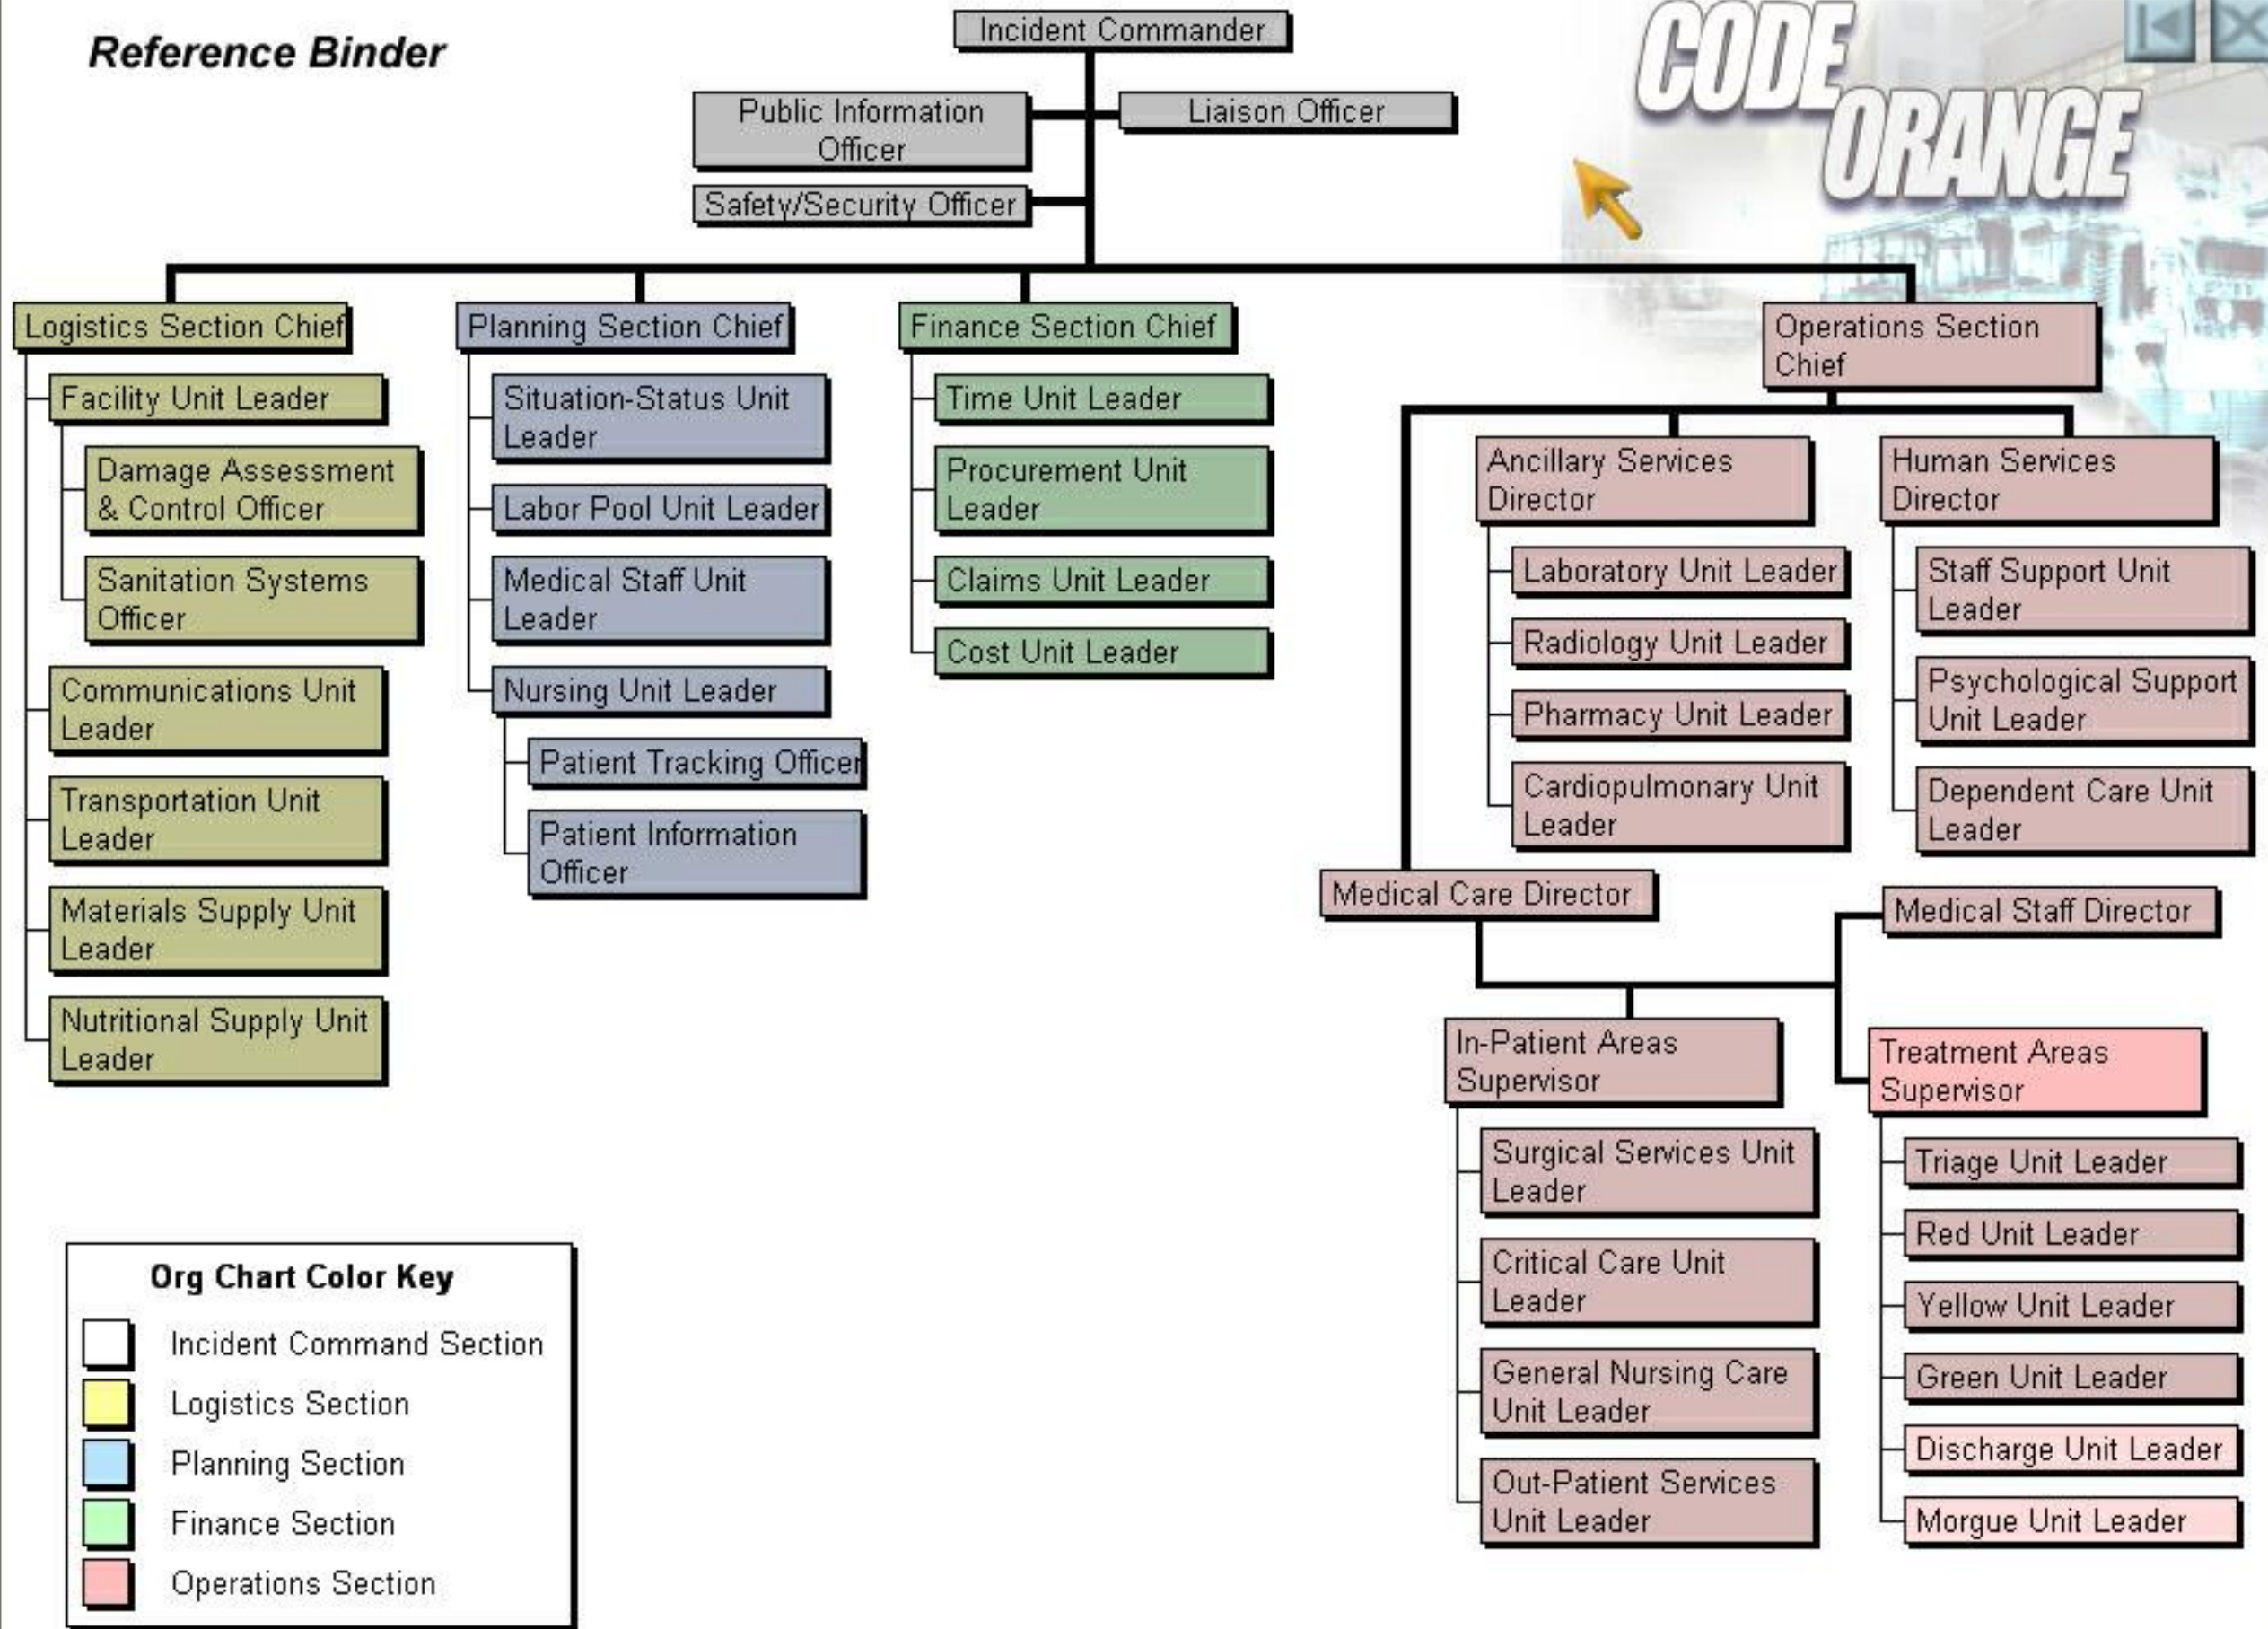 Reference Binder
CODE
ORANGE
Incident Commander
Public Information
Officer
Liaison Officer
Safety/Security Officer
Logistics Section Chief
Facility Unit Leader
Damage Assessment
& Control Officer
Sanitation Systems
Officer
Communications Unit
Leader
Transportation Unit
Leader
Materials Supply Unit
Leader
Nutritional Supply Unit
Leader
Planning Section Chief
Situation-Status Unit
Leader
Labor Pool Unit Leader
Medical Staff Unit
Leader
Nursing Unit Leader
Patient Tracking Officer
Patient Information
Officer
Finance Section Chief
Time Unit Leader
Procurement Unit
Leader
Claims Unit Leader
Cost Unit Leader
Operations Section
Chief
Ancillary Services
Director
Laboratory Unit Leader
Radiology Unit Leader
Pharmacy Unit Leader
Cardiopulmonary Unit
Leader
Human Services
Director
Staff Support Unit
Leader
Psychological Support
Unit Leader
Dependent Care Unit
Leader
Medical Care Director
Medical Staff Director
In-Patient Areas
Supervisor
Surgical Services Unit
Leader
Critical Care Unit
Leader
General Nursing Care
Unit Leader
Out-Patient Services
Unit Leader
Treatment Areas
Supervisor
Triage Unit Leader
Red Unit Leader
Yellow Unit Leader
Green Unit Leader
Discharge Unit Leader
Morgue Unit Leader
Org Chart Color Key
Incident Command Section
Logistics Section
Planning Section
Finance Section
Operations Section